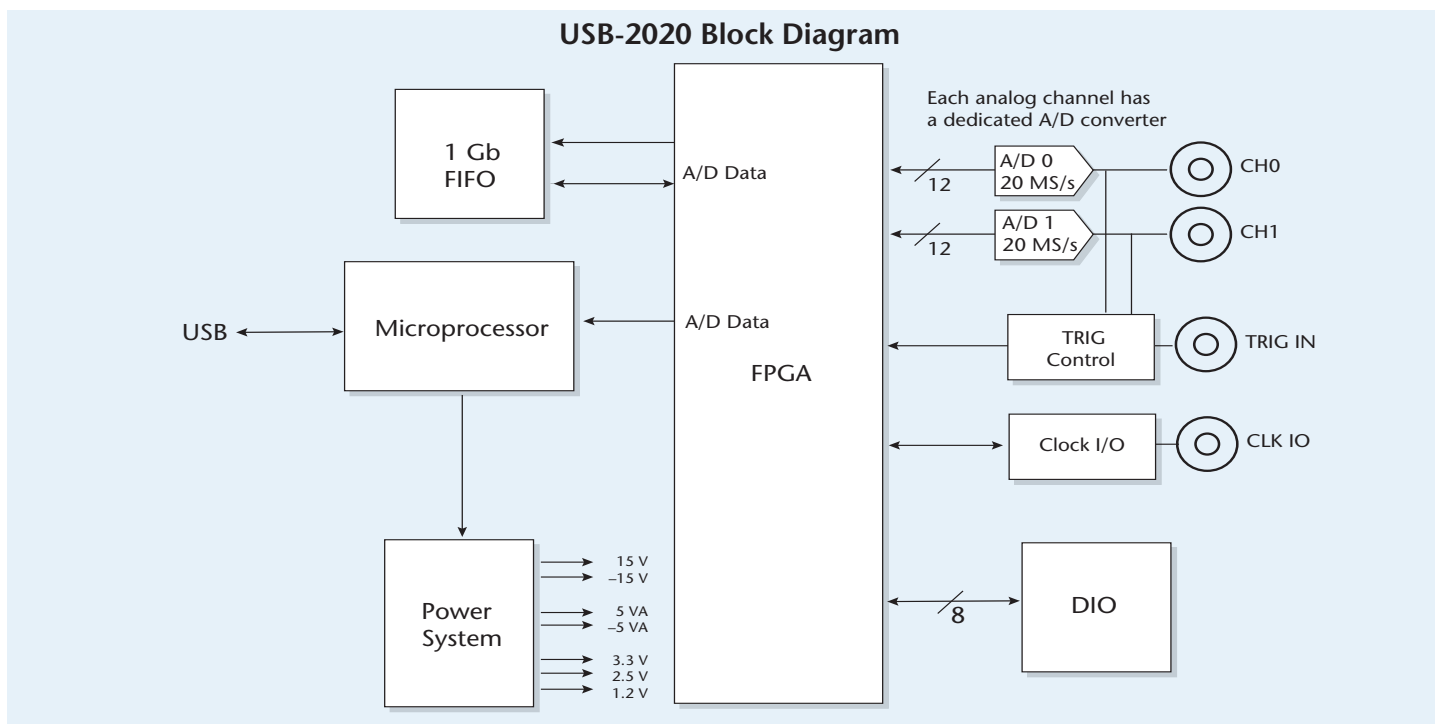 USB-2020 Block Diagram
1 Gb
FIFO
A/D Data
Each analog channel has
a dedicated A/D converter
12
A/D 0
20 MS/s
CH0
12
A/D 1
20 MS/s
CH1
USB
Microprocessor
A/D Data
FPGA
TRIG
Control
TRIG IN
Clock I/O
CLK IO
Power
System
15 V
–15 V
5 VA
–5 VA
3.3 V
2.5 V
1.2 V
8
DIO